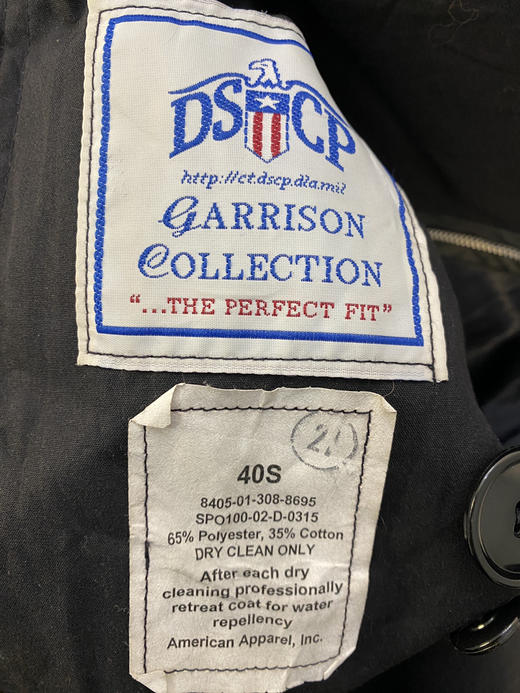 DSCP
http://ct.dscp.dla.mil
GARRISON
COLLECTION
"...THE PERFECT FIT"
40S
8405-01-308-8695
SPO100-02-D-0315
65% Polyester, 35% Cotton
DRY CLEAN ONLY
After each dry
cleaning professionally
retreat coat for water
repellency
American Apparel, Inc.